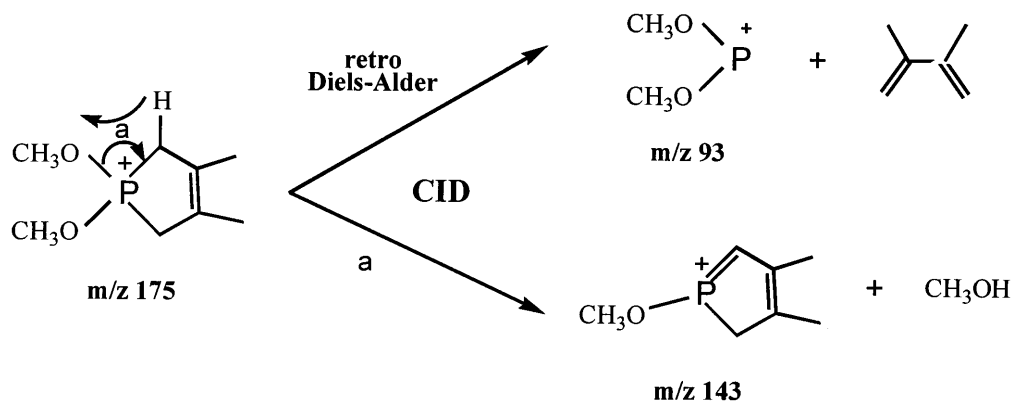 CH₃O
P⁺
CH₃O
+
m/z 93
retro
Diels-Alder
H
a
CH₃O
+
P
CH₃O
m/z 175
CID
a
+
P
CH₃O
+
CH₃OH
m/z 143